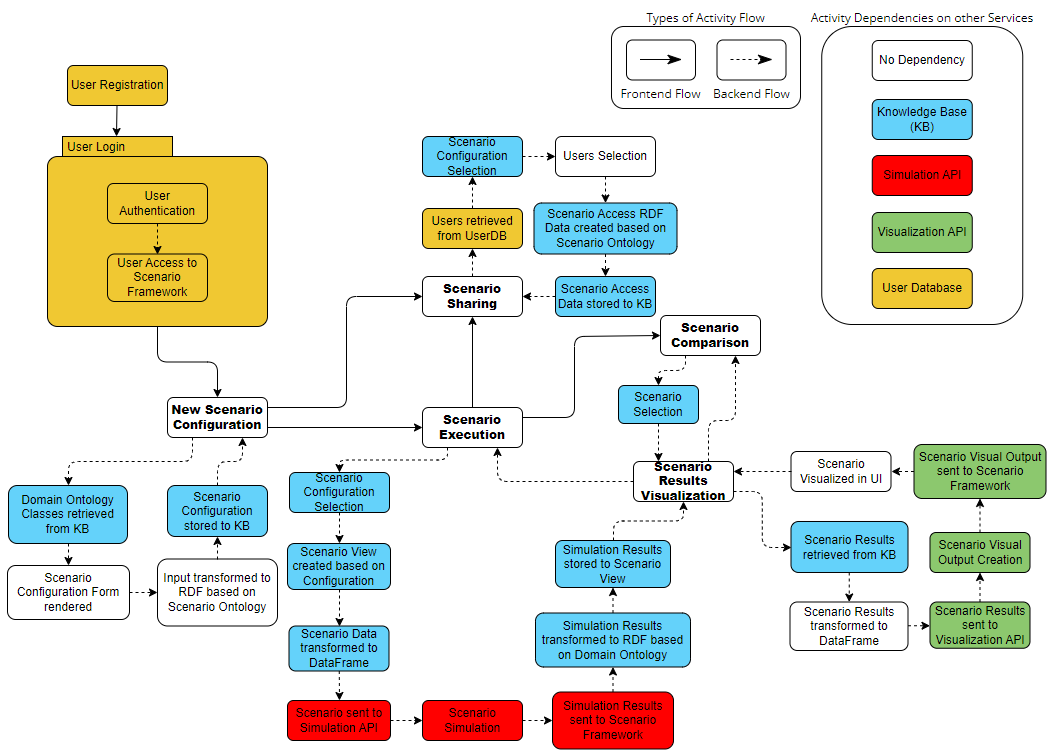 Types of Activity Flow
Frontend Flow
Backend Flow
Activity Dependencies on other Services
No Dependency
Knowledge Base
(KB)
Simulation API
Visualization API
User Database
User Registration
User Login
User
Authentication
User Access to
Scenario
Framework
Scenario
Configuration
Selection
Users Selection
Users retrieved
from UserDB
Scenario Access RDF
Data created based on
Scenario Ontology
Scenario
Sharing
Scenario Access
Data stored to KB
Scenario
Comparison
Scenario
Selection
New Scenario
Configuration
Scenario
Execution
Scenario
Results
Visualization
Scenario
Visualized in UI
Scenario Visual Output
sent to Scenario
Framework
Domain Ontology
Classes retrieved
from KB
Scenario
Configuration
stored to KB
Scenario
Configuration Form
rendered
Input transformed to
RDF based on
Scenario Ontology
Scenario
Configuration
Selection
Scenario View
created based on
Configuration
Scenario Data
transformed to
DataFrame
Scenario sent to
Simulation API
Scenario
Simulation
Simulation Results
sent to Scenario
Framework
Simulation Results
transformed to RDF based
on Domain Ontology
Simulation Results
stored to Scenario
View
Scenario Results
retrieved from KB
Scenario Results
transformed to
DataFrame
Scenario Results
sent to
Visualization API
Scenario Visual
Output Creation